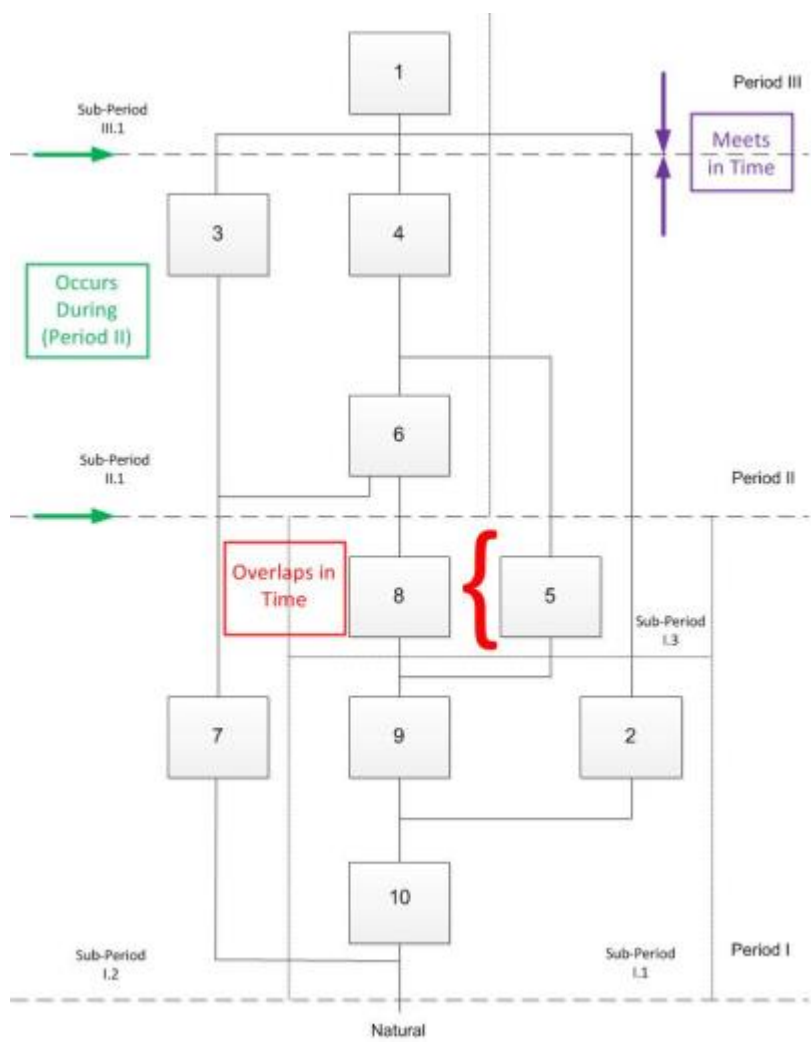 1
Period III
Sub-Period
III.1
Meets
in Time
3
4
Occurs
During
(Period II)
6
Sub-Period
II.1
Period II
Overlaps in
Time
8
{
5
Sub-Period
I.3
7
9
2
10
Sub-Period
I.2
Sub-Period
I.1
Period I
Natural